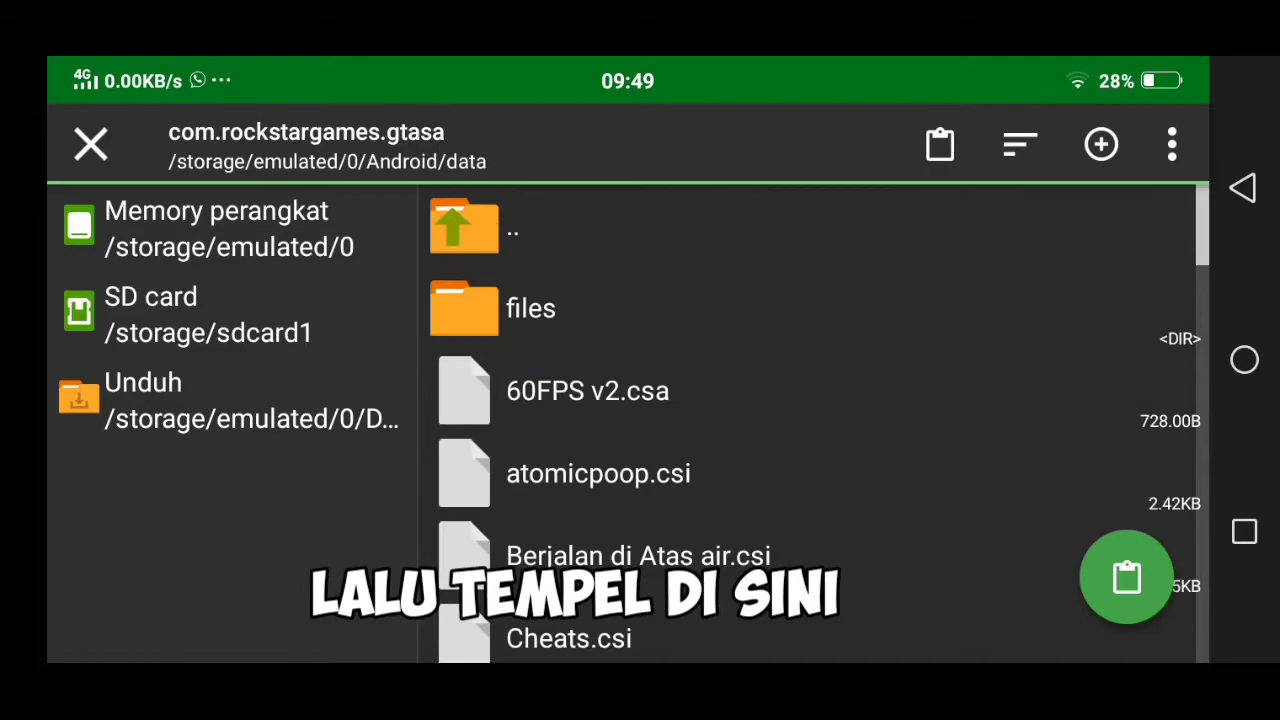 4G 0.00KB/s ...
09:49
28%
com.rockstargames.gtasa
/storage/emulated/0/Android/data
Memory perangkat
/storage/emulated/0
SD card
/storage/sdcard1
Unduh
/storage/emulated/0/D...
..
files
<DIR>
60FPS v2.csa
728.00B
atomicpoop.csi
2.42KB
Berjalan di Atas air.csi
5KB
LALU TEMPEL DI SINI
Cheats.csi